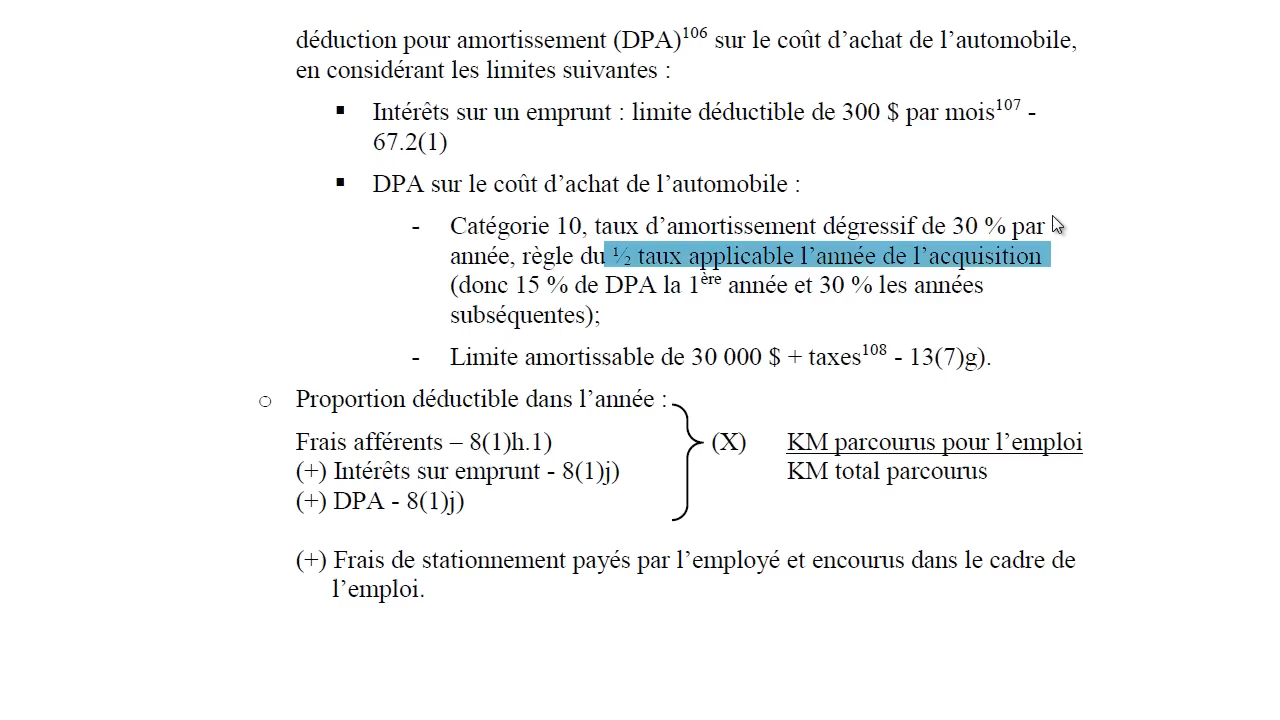 déduction pour amortissement (DPA)106 sur le coût d’achat de l’automobile,
en considérant les limites suivantes :
▪ Intérêts sur un emprunt : limite déductible de 300 $ par mois107 -
67.2(1)
▪ DPA sur le coût d’achat de l’automobile :
- Catégorie 10, taux d’amortissement dégressif de 30 % par
année, règle du ½ taux applicable l’année de l’acquisition
(donc 15 % de DPA la 1ère année et 30 % les années
subséquentes);
- Limite amortissable de 30 000 $ + taxes108 - 13(7)g).
o Proportion déductible dans l’année :
Frais afférents – 8(1)h.1) (X) KM parcourus pour l’emploi
(+) Intérêts sur emprunt - 8(1)j) KM total parcourus
(+) DPA - 8(1)j)
(+) Frais de stationnement payés par l’employé et encourus dans le cadre de
l’emploi.